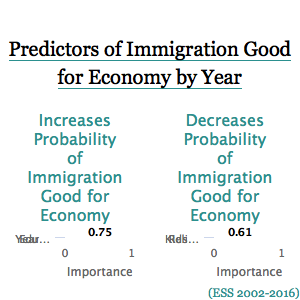 Predictors of Immigration Good
for Economy by Year
Increases
Probability
of
Immigration
Good for
Economy
0.75
0 1
Importance
Decreases
Probability
of
Immigration
Good for
Economy
0.61
0 1
Importance
(ESS 2002-2016)